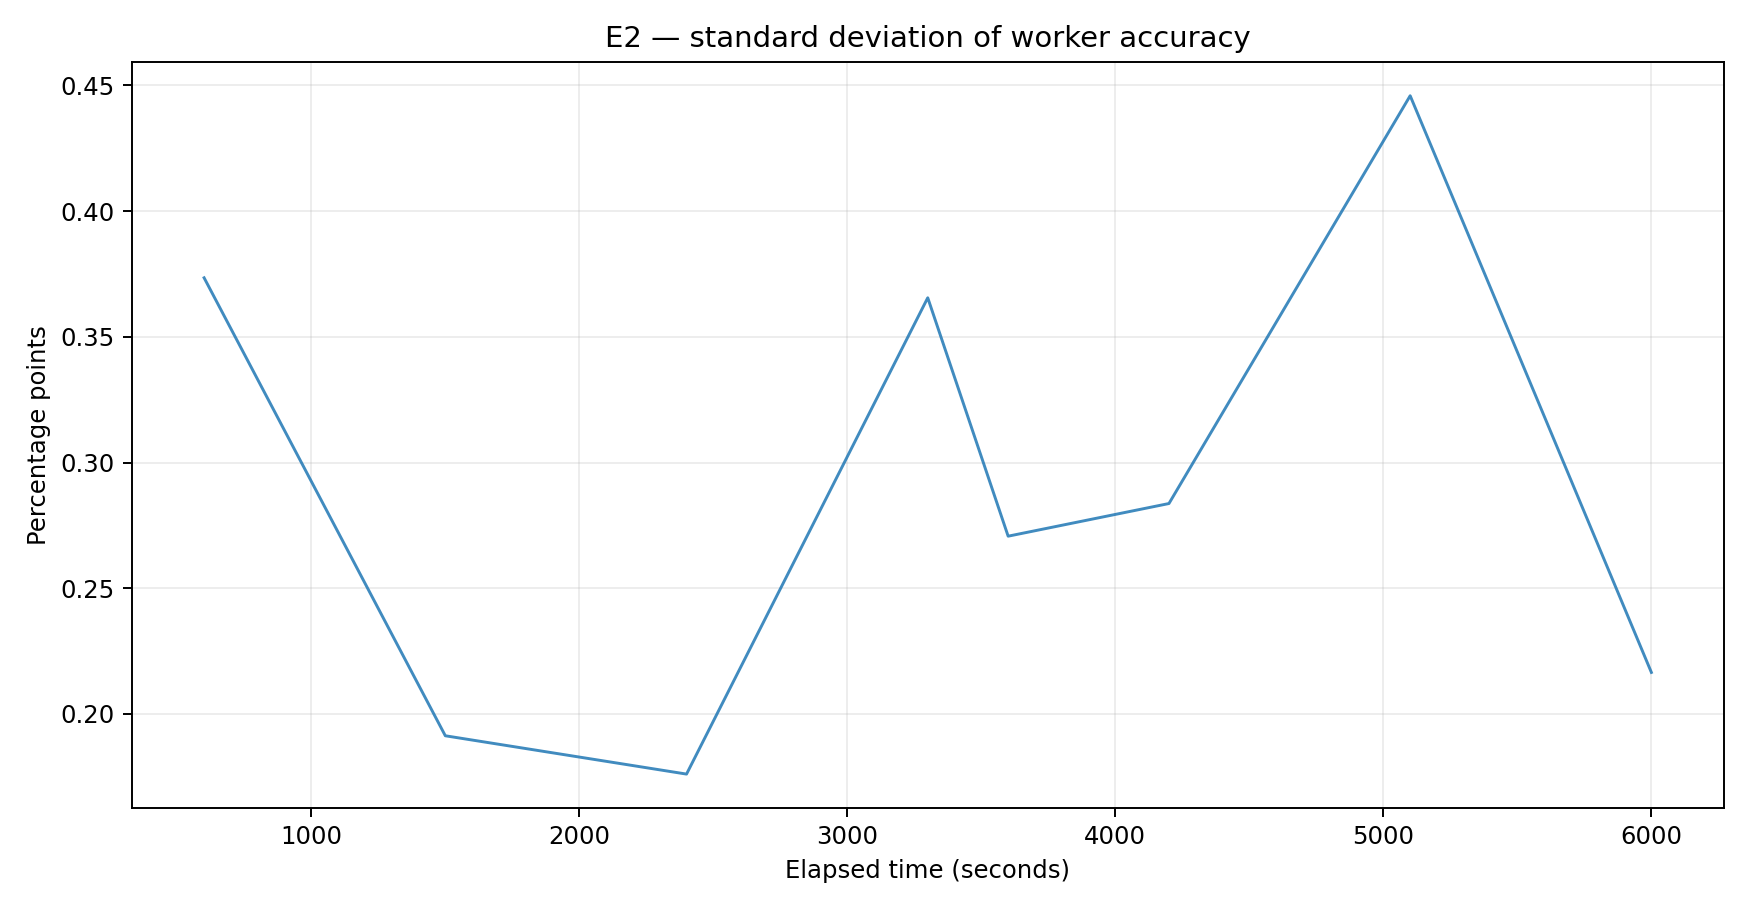 E2 — standard deviation of worker accuracy
Percentage points
0.45
0.40
0.35
0.30
0.25
0.20
1000 2000 3000 4000 5000 6000
Elapsed time (seconds)